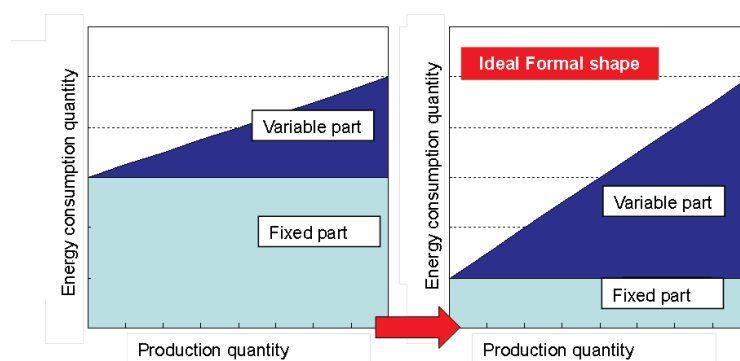 Energy consumption quantity
Variable part
Fixed part
Production quantity
Ideal Formal shape
Energy consumption quantity
Variable part
Fixed part
Production quantity